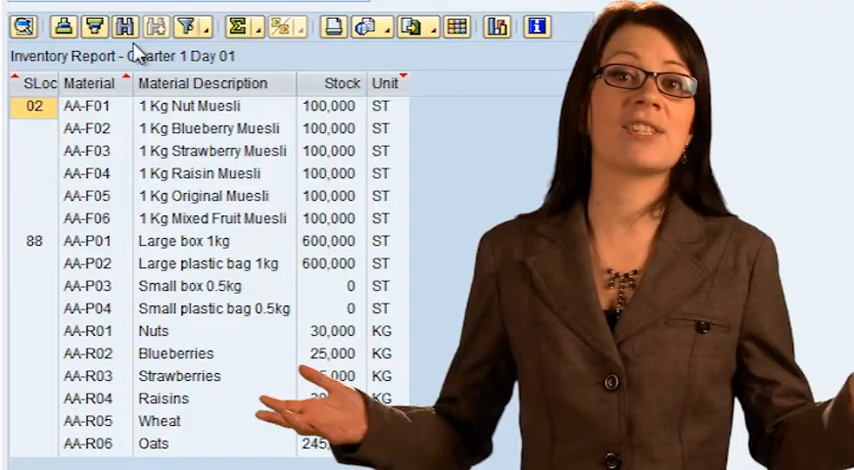 Inventory Report - Quarter 1 Day 01
SLoc Material Material Description Stock Unit
02 AA-F01 1 Kg Nut Muesli 100,000 ST
AA-F02 1 Kg Blueberry Muesli 100,000 ST
AA-F03 1 Kg Strawberry Muesli 100,000 ST
AA-F04 1 Kg Raisin Muesli 100,000 ST
AA-F05 1 Kg Original Muesli 100,000 ST
AA-F06 1 Kg Mixed Fruit Muesli 100,000 ST
88 AA-P01 Large box 1kg 600,000 ST
AA-P02 Large plastic bag 1kg 600,000 ST
AA-P03 Small box 0.5kg 0 ST
AA-P04 Small plastic bag 0.5kg 0 ST
AA-R01 Nuts 30,000 KG
AA-R02 Blueberries 25,000 KG
AA-R03 Strawberries KG
AA-R04 Raisins KG
AA-R05 Wheat
AA-R06 Oats 245,